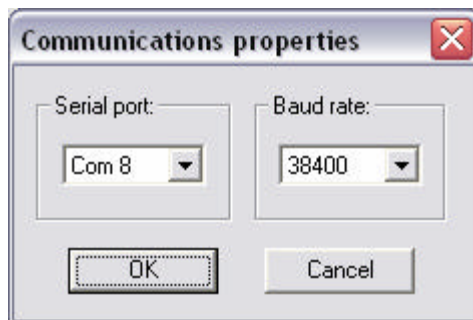 Communications properties
Serial port:
Baud rate:
Com 8
38400
OK
Cancel